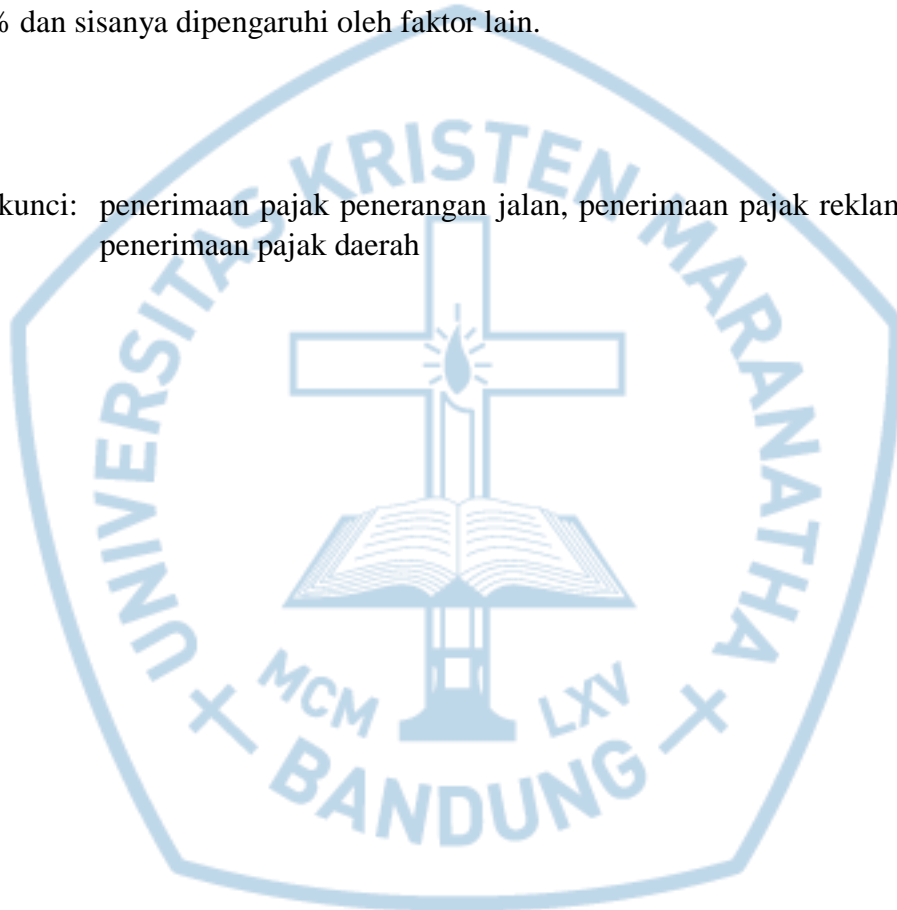 % dan sisanya dipengaruhi oleh faktor lain.
kunci: penerimaan pajak penerangan jalan, penerimaan pajak
penerimaan pajak daerah
UNIVERSITAS KRISTEN MARANATHA
MCM LXV
BANDUNG